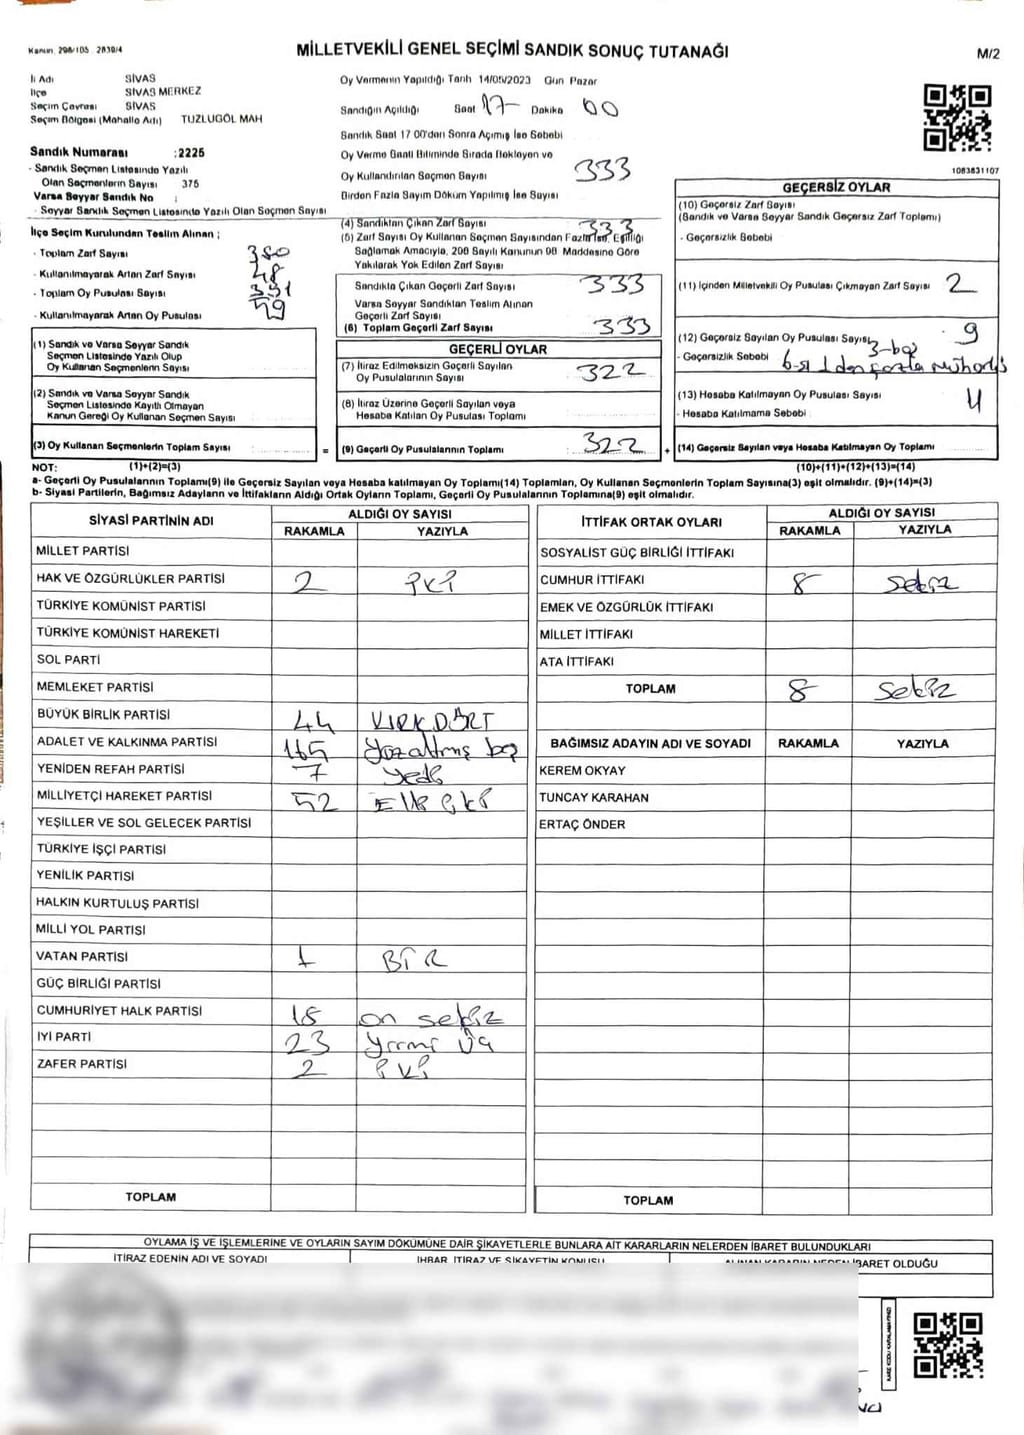 Kanun 298/105 2839/4
MİLLETVEKİLİ GENEL SEÇİMİ SANDIK SONUÇ TUTANAĞI
M/2
İl Adı SİVAS
İlçe SİVAS MERKEZ
Seçim Çevresi SİVAS
Seçim Bölgesi (Mahalle Adı) TUZLUGÖL MAH
Sandık Numarası :2225
- Sandık Seçmen Listesinde Yazılı
Olan Seçmenlerin Sayısı 375
Varsa Seyyar Sandık No :
- Seyyar Sandık Seçmen Listesinde Yazılı Olan Seçmen Sayısı
İlçe Seçim Kurulundan Teslim Alınan ;
- Toplam Zarf Sayısı 380
- Kullanılmayarak Artan Zarf Sayısı 48
- Toplam Oy Pusulası Sayısı 391
- Kullanılmayarak Artan Oy Pusulası 59
Oy Vermenin Yapıldığı Tarih 14/05/2023 Gün Pazar
Sandığın Açıldığı Saat 17- Dakika 00
Sandık Saat 17 00'den Sonra Açılmış İse Sebebi
Oy Verme Saati Bitiminde Sırada Bekleyen ve
Oy Kullandırılan Seçmen Sayısı 333
Birden Fazla Sayım Döküm Yapılmış İse Sayısı
(4) Sandıktan Çıkan Zarf Sayısı 333
(5) Zarf Sayısı Oy Kullanan Seçmen Sayısından Fazla İse, Eşitliği
Sağlamak Amacıyla, 298 Sayılı Kanunun 98 Maddesine Göre
Yakılarak Yok Edilen Zarf Sayısı
Sandıkta Çıkan Geçerli Zarf Sayısı 333
Varsa Seyyar Sandıktan Teslim Alınan
Geçerli Zarf Sayısı
(6) Toplam Geçerli Zarf Sayısı 333
1083831107
GEÇERSİZ OYLAR
(10) Geçersiz Zarf Sayısı
(Sandık ve Varsa Seyyar Sandık Geçersiz Zarf Toplamı)
- Geçersizlik Sebebi
(11) İçinden Milletvekili Oy Pusulası Çıkmayan Zarf Sayısı 2
(12) Geçersiz Sayılan Oy Pusulası Sayısı 9
3-boş
- Geçersizlik Sebebi 6-sı 1 den fazla mühürlü
(13) Hesaba Katılmayan Oy Pusulası Sayısı
- Hesaba Katılmama Sebebi
(14) Geçersiz Sayılan veya Hesaba Katılmayan Oy Toplamı
(10)+(11)+(12)+(13)=(14)
(1) Sandık ve Varsa Seyyar Sandık
Seçmen Listesinde Yazılı Olup
Oy Kullanan Seçmenlerin Sayısı
(2) Sandık ve Varsa Seyyar Sandık
Seçmen Listesinde Kayıtlı Olmayan
Kanun Gereği Oy Kullanan Seçmen Sayısı
(3) Oy Kullanan Seçmenlerin Toplam Sayısı
=
GEÇERLİ OYLAR
(7) İtiraz Edilmeksizin Geçerli Sayılan
Oy Pusulalarının Sayısı 322
(8) İtiraz Üzerine Geçerli Sayılan veya
Hesaba Katılan Oy Pusulası Toplamı
(9) Geçerli Oy Pusulalarının Toplamı 322
+
NOT: (1)+(2)=(3)
a- Geçerli Oy Pusulalarının Toplamı(9) ile Geçersiz Sayılan veya Hesaba katılmayan Oy Toplamı(14) Toplamları, Oy Kullanan Seçmenlerin Toplam Sayısına(3) eşit olmalıdır. (9)+(14)=(3)
b- Siyasi Partilerin, Bağımsız Adayların ve İttifakların Aldığı Ortak Oyların Toplamı, Geçerli Oy Pusulalarının Toplamına(9) eşit olmalıdır.
SİYASİ PARTİNİN ADI ALDIĞI OY SAYISI
RAKAMLA YAZIYLA
MİLLET PARTİSİ
HAK VE ÖZGÜRLÜKLER PARTİSİ 2 İKİ
TÜRKİYE KOMÜNİST PARTİSİ
TÜRKİYE KOMÜNİST HAREKETİ
SOL PARTİ
MEMLEKET PARTİSİ
BÜYÜK BİRLİK PARTİSİ 44 KIRKDÖRT
ADALET VE KALKINMA PARTİSİ 165 Yüzaltmış beş
YENİDEN REFAH PARTİSİ 7 Yedi
MİLLİYETÇİ HAREKET PARTİSİ 52 Elli iki
YEŞİLLER VE SOL GELECEK PARTİSİ
TÜRKİYE İŞÇİ PARTİSİ
YENİLİK PARTİSİ
HALKIN KURTULUŞ PARTİSİ
MİLLİ YOL PARTİSİ
VATAN PARTİSİ 1 BİR
GÜÇ BİRLİĞİ PARTİSİ
CUMHURİYET HALK PARTİSİ 18 on sekiz
İYİ PARTİ 23 Yirmi Üç
ZAFER PARTİSİ 2 İKİ
TOPLAM
İTTİFAK ORTAK OYLARI ALDIĞI OY SAYISI
RAKAMLA YAZIYLA
SOSYALİST GÜÇ BİRLİĞİ İTTİFAKI
CUMHUR İTTİFAKI 8 Sekiz
EMEK VE ÖZGÜRLÜK İTTİFAKI
MİLLET İTTİFAKI
ATA İTTİFAKI
TOPLAM 8 Sekiz
BAĞIMSIZ ADAYIN ADI VE SOYADI RAKAMLA YAZIYLA
KEREM OKYAY
TUNCAY KARAHAN
ERTAÇ ÖNDER
TOPLAM
OYLAMA İŞ VE İŞLEMLERİNE VE OYLARIN SAYIM DÖKÜMÜNE DAİR ŞİKAYETLERLE BUNLARA AİT KARARLARIN NELERDEN İBARET BULUNDUKLARI
İTİRAZ EDENİN ADI VE SOYADI İHBAR, İTİRAZ VE ŞİKAYETİN KONUSU ALINAN KARARIN NEDEN İBARET OLDUĞU